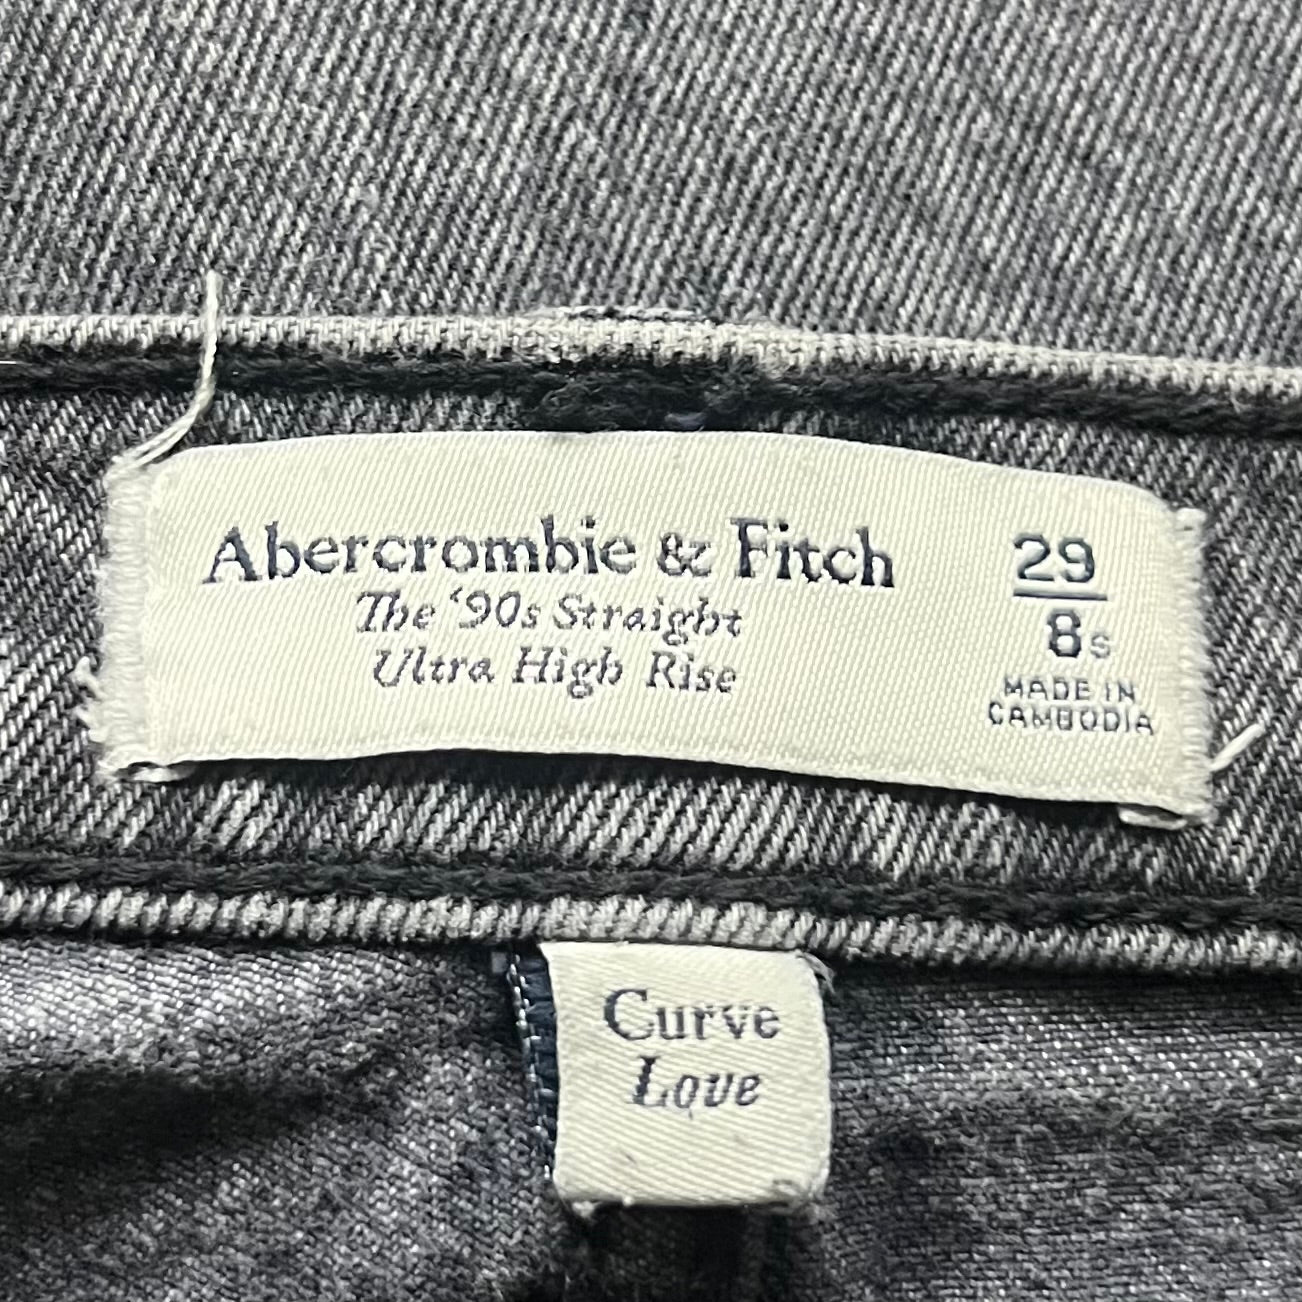 Abercrombie & Fitch
The '90s Straight
Ultra High Rise
29
8s
MADE IN
CAMBODIA
Curve
Love